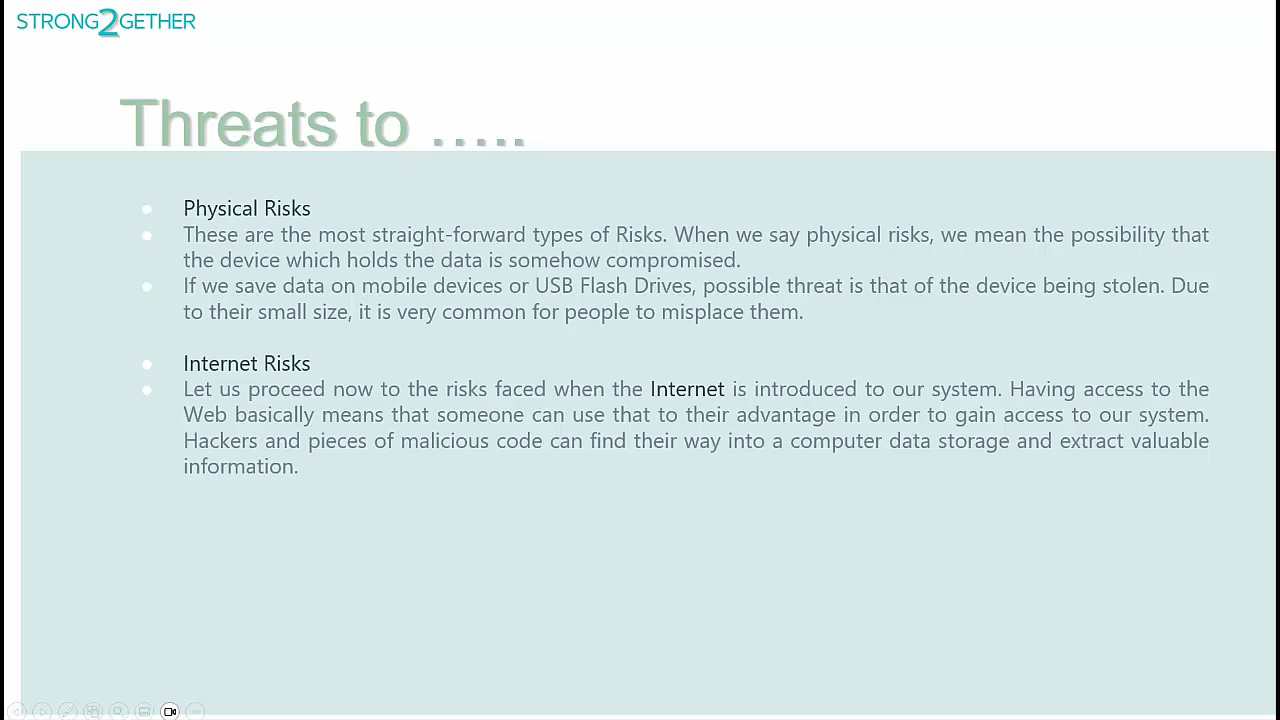 STRONG2GETHER
Threats to …..
Physical Risks
These are the most straight-forward types of Risks. When we say physical risks, we mean the possibility that
the device which holds the data is somehow compromised.
If we save data on mobile devices or USB Flash Drives, possible threat is that of the device being stolen. Due
to their small size, it is very common for people to misplace them.
Internet Risks
Let us proceed now to the risks faced when the Internet is introduced to our system. Having access to the
Web basically means that someone can use that to their advantage in order to gain access to our system.
Hackers and pieces of malicious code can find their way into a computer data storage and extract valuable
information.